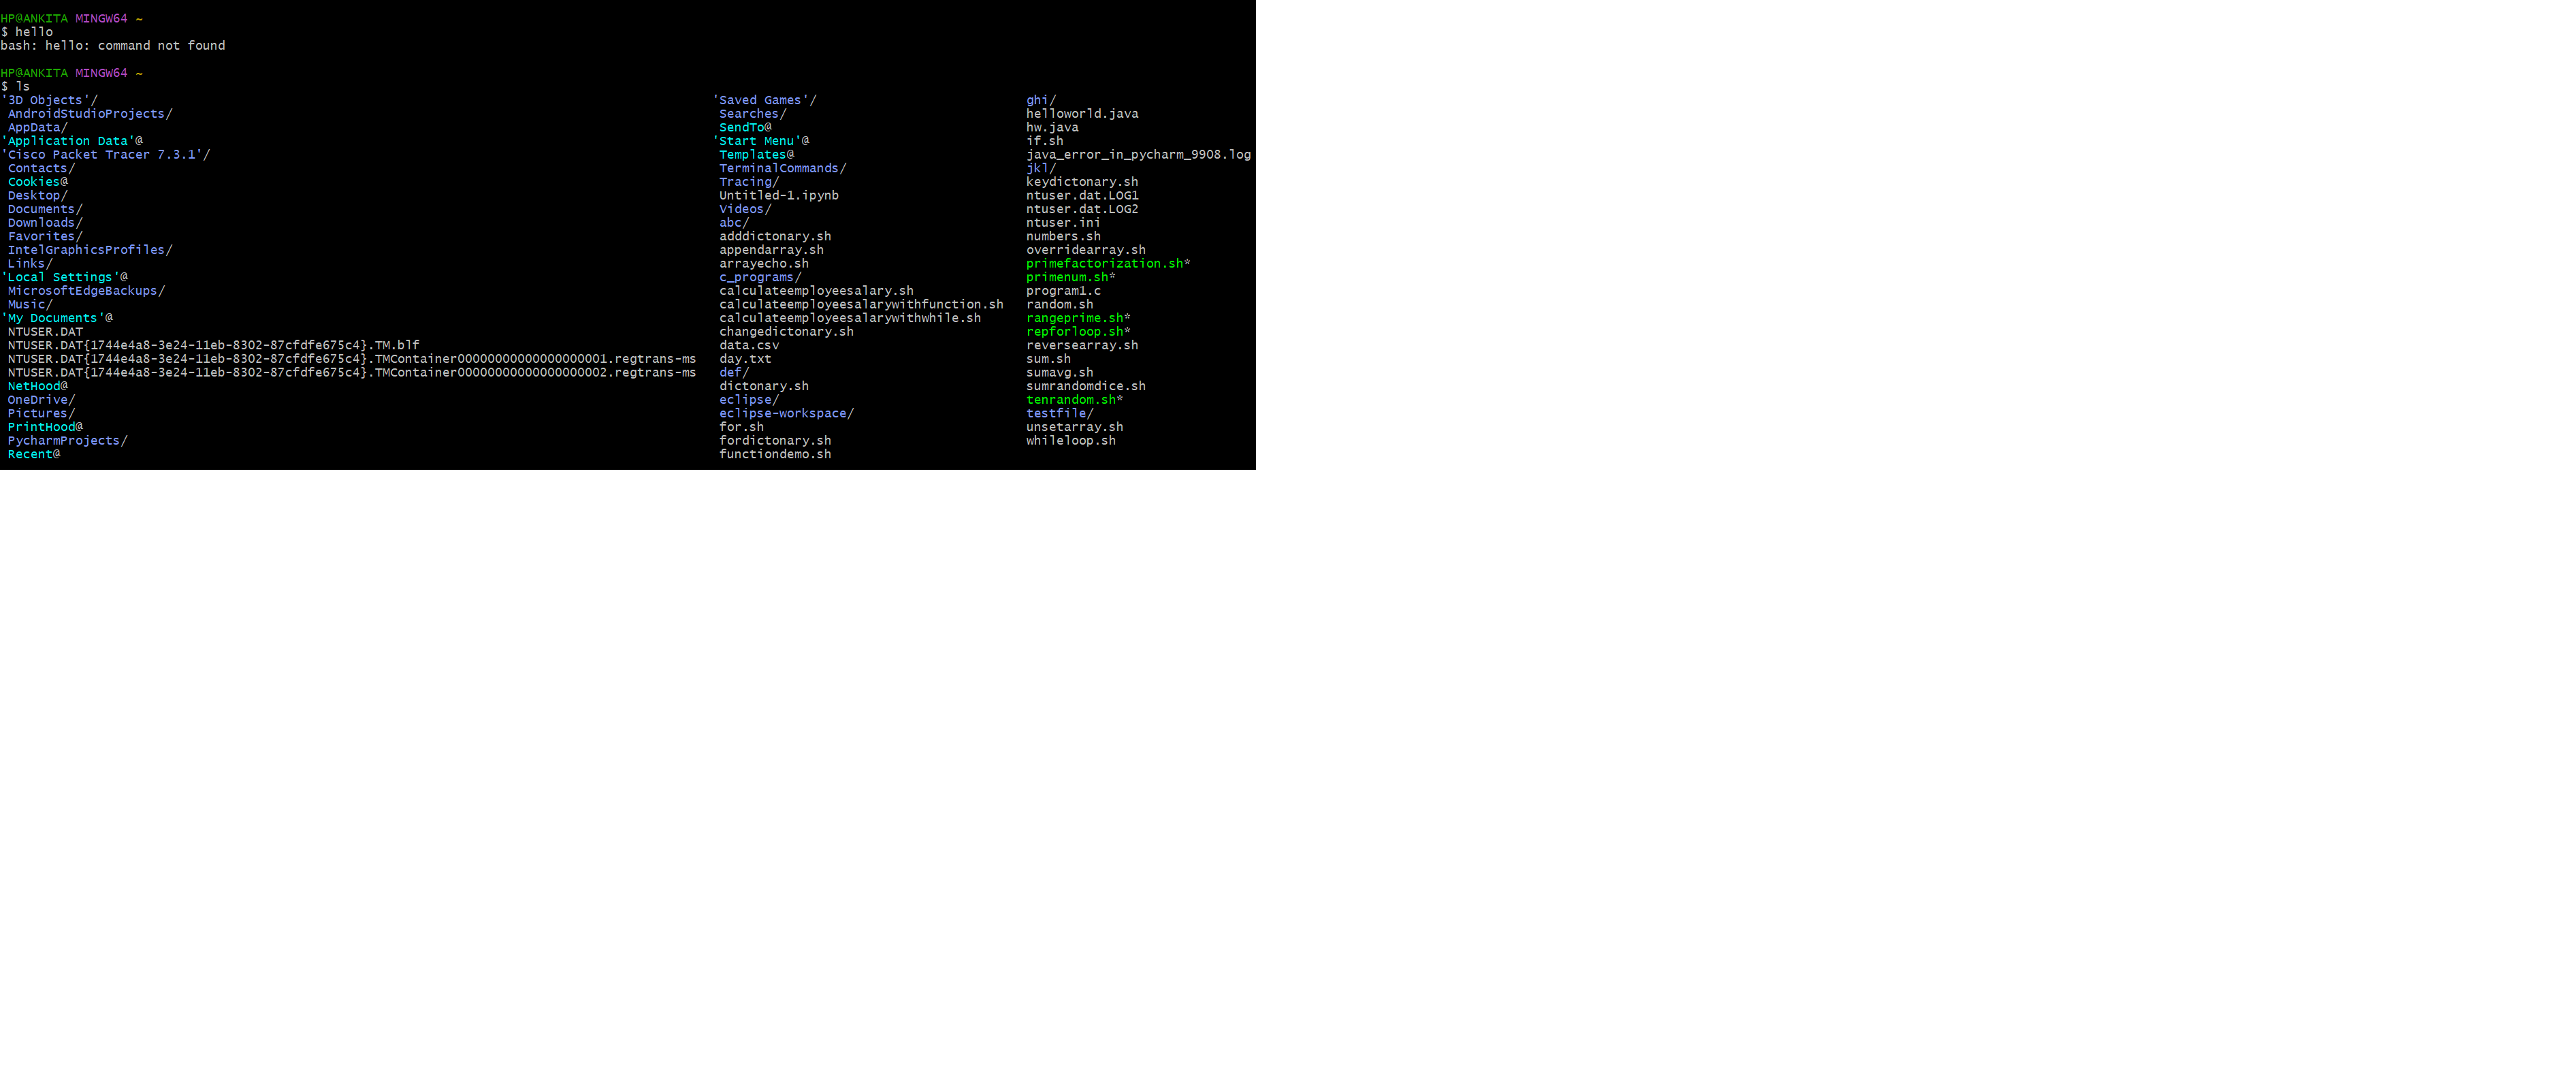 HP@ANKITA MINGW64 ~
$ hello
bash: hello: command not found
HP@ANKITA MINGW64 ~
$ ls
'3D Objects'/ 'Saved Games'/ ghi/
AndroidStudioProjects/ Searches/ helloworld.java
AppData/ SendTo@ hw.java
'Application Data'@ 'Start Menu'@ if.sh
'Cisco Packet Tracer 7.3.1'/ Templates@ java_error_in_pycharm_9908.log
Contacts/ TerminalCommands/ jkl/
Cookies@ Tracing/ keydictonary.sh
Desktop/ Untitled-1.ipynb ntuser.dat.LOG1
Documents/ Videos/ ntuser.dat.LOG2
Downloads/ abc/ ntuser.ini
Favorites/ adddictonary.sh numbers.sh
IntelGraphicsProfiles/ appendarray.sh overridearray.sh
Links/ arrayecho.sh primefactorization.sh*
'Local Settings'@ c_programs/ primenum.sh*
MicrosoftEdgeBackups/ calculateemployeesalary.sh program1.c
Music/ calculateemployeesalarywithfunction.sh random.sh
'My Documents'@ calculateemployeesalarywithwhile.sh rangeprime.sh*
NTUSER.DAT changedictonary.sh repforloop.sh*
NTUSER.DAT{1744e4a8-3e24-11eb-8302-87cfdfe675c4}.TM.blf data.csv reversearray.sh
NTUSER.DAT{1744e4a8-3e24-11eb-8302-87cfdfe675c4}.TMContainer00000000000000000001.regtrans-ms day.txt sum.sh
NTUSER.DAT{1744e4a8-3e24-11eb-8302-87cfdfe675c4}.TMContainer00000000000000000002.regtrans-ms def/ sumavg.sh
NetHood@ dictonary.sh sumrandomdice.sh
OneDrive/ eclipse/ tenrandom.sh*
Pictures/ eclipse-workspace/ testfile/
PrintHood@ for.sh unsetarray.sh
PycharmProjects/ fordictonary.sh whileloop.sh
Recent@ functiondemo.sh